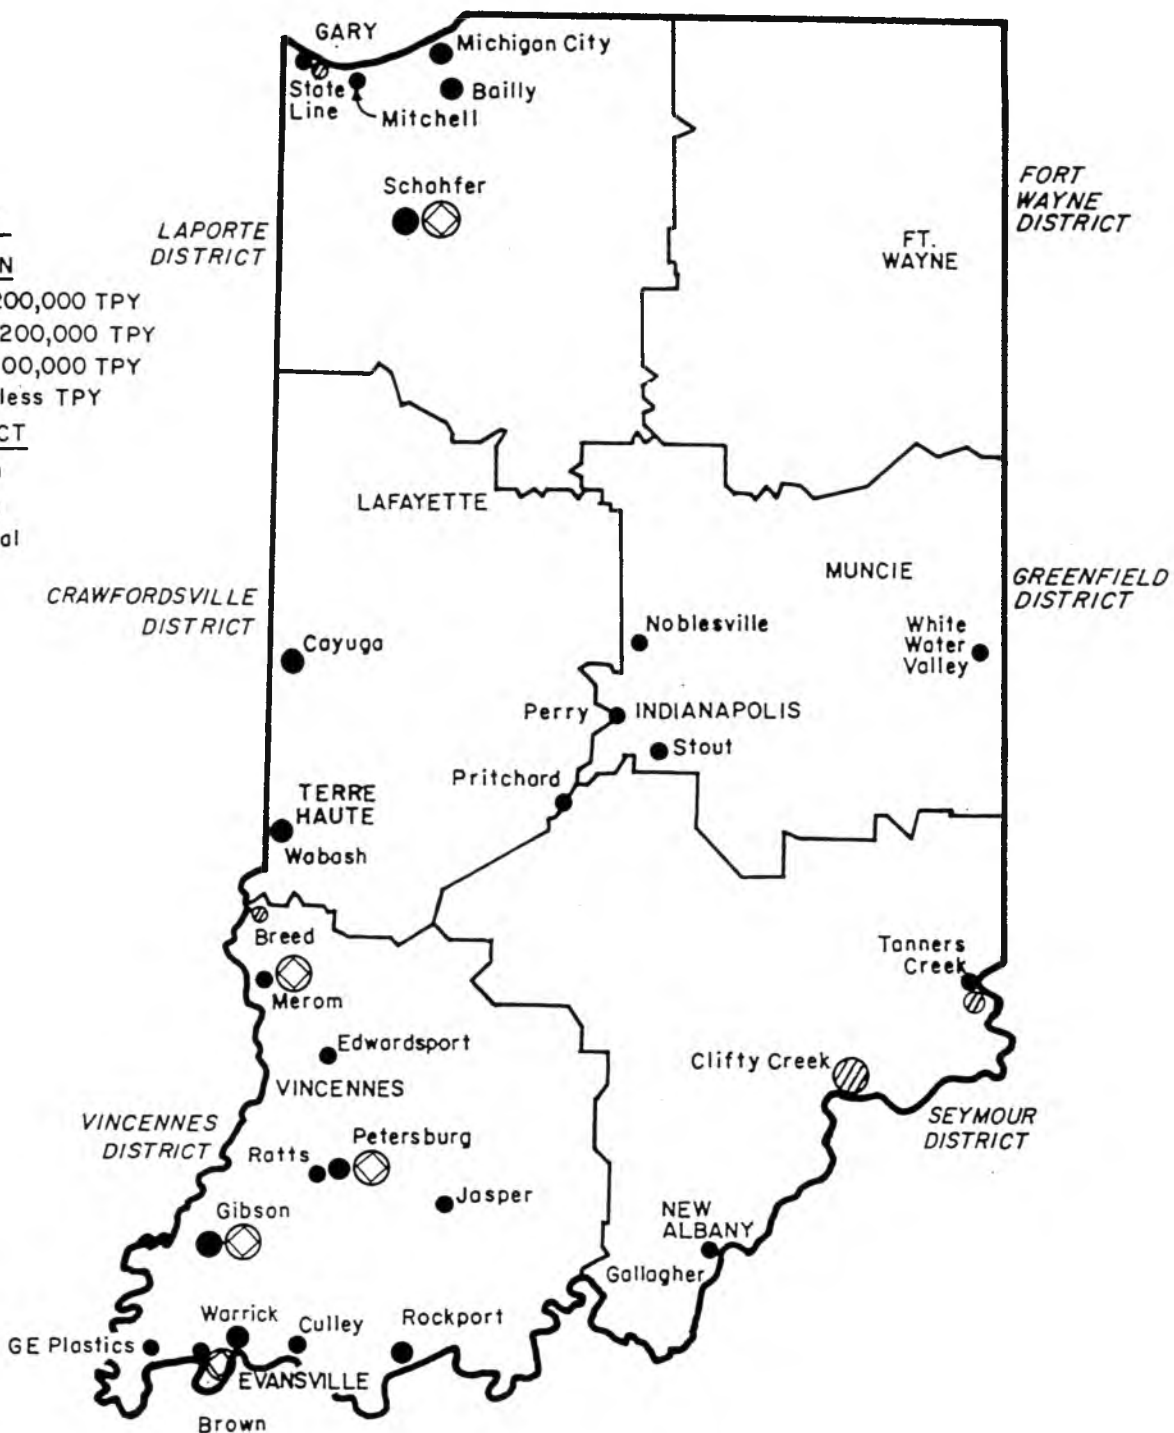 GARY
Michigan City
State
Line
Bailly
Mitchell
Schahfer
LAPORTE
DISTRICT
FORT
WAYNE
DISTRICT
FT.
WAYNE
N
200,000 TPY
200,000 TPY
00,000 TPY
less TPY
CT
al
LAFAYETTE
MUNCIE
CRAWFORDSVILLE
DISTRICT
GREENFIELD
DISTRICT
Cayuga
Noblesville
White
Water
Valley
Perry
INDIANAPOLIS
Stout
Pritchard
TERRE
HAUTE
Wabash
Breed
Merom
Tanners
Creek
Edwardsport
VINCENNES
Clifty Creek
VINCENNES
DISTRICT
SEYMOUR
DISTRICT
Ratts
Petersburg
Jasper
Gibson
NEW
ALBANY
Gallagher
Warrick
Culley
Rockport
GE Plastics
EVANSVILLE
Brown